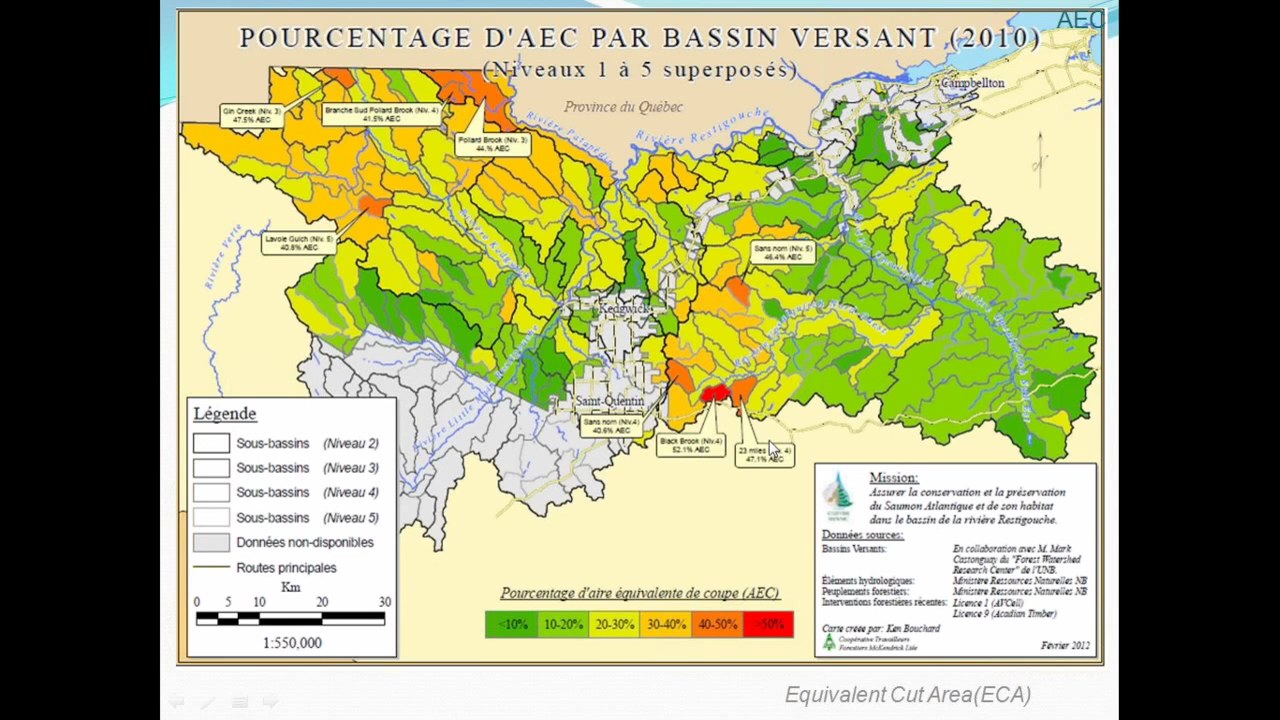 AEC
POURCENTAGE D'AEC PAR BASSIN VERSANT (2010)
(Niveaux 1 à 5 superposés)
Campbellton
Province du Québec
Gin Creek (Niv. 3)
47.5% AEC
Branche Sud Pollard Brook (Niv. 4)
41.5% AEC
Pollard Brook (Niv. 3)
44.% AEC
Rivière Patapédia
Rivière Restigouche
Lavoie Gulch (Niv. 5)
40.8% AEC
Rivière Verte
Rivière Kedgwick
Sans nom (Niv. 5)
46.4% AEC
Kedgwick
Saint-Quentin
Sans nom (Niv.4)
40.6% AEC
Black Brook (Niv.4)
52.1% AEC
23 miles
4)
47.1% AEC
Rivière Little
Légende
Sous-bassins (Niveau 2)
Sous-bassins (Niveau 3)
Sous-bassins (Niveau 4)
Sous-bassins (Niveau 5)
Données non-disponibles
Routes principales
Km
0 5 10 20 30
1:550,000
Pourcentage d'aire équivalente de coupe (AEC)
<10% 10-20% 20-30% 30-40% 40-50% >50%
Mission:
Assurer la conservation et la préservation
du Saumon Atlantique et de son habitat
dans le bassin de la rivière Restigouche.
Données sources:
Bassins Versants: En collaboration avec M. Mark
Castonguay du "Forest Watershed
Research Center" de l'UNB.
Éléments hydrologiques: Ministère Ressources Naturelles NB
Peuplements forestiers: Ministère Ressources Naturelles NB
Interventions forestières récentes: Licence 1 (AVCell)
Licence 9 (Acadian Timber)
Carte créée par: Ken Bouchard
Coopérative Travailleurs
Forestiers McKendrick Ltée
Février 2012
Equivalent Cut Area(ECA)